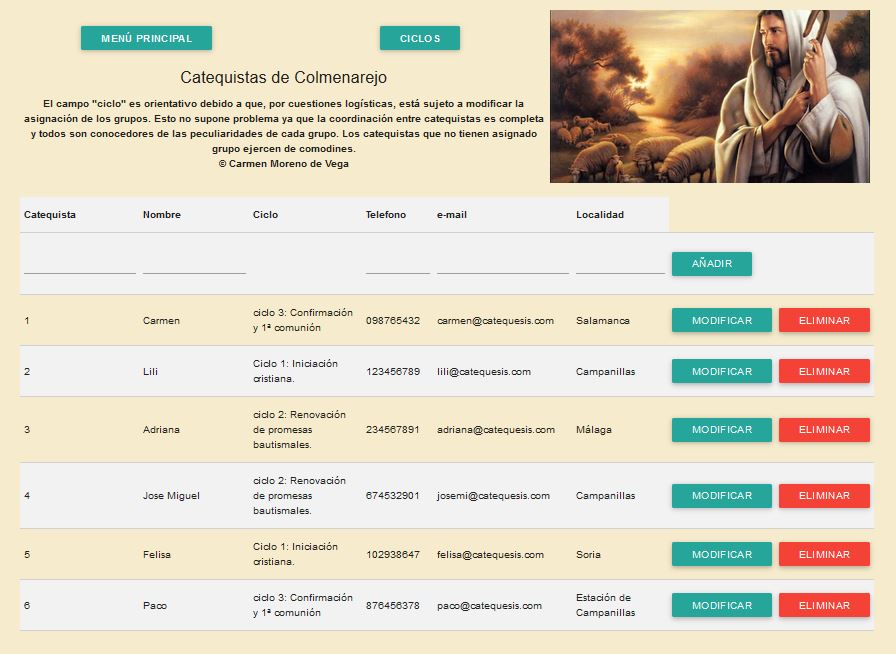 MENÚ PRINCIPAL
CICLOS
Catequistas de Colmenarejo
El campo "ciclo" es orientativo debido a que, por cuestiones logísticas, está sujeto a modificar la
asignación de los grupos. Esto no supone problema ya que la coordinación entre catequistas es completa
y todos son conocedores de las peculiaridades de cada grupo. Los catequistas que no tienen asignado
grupo ejercen de comodines.
© Carmen Moreno de Vega
Catequista Nombre Ciclo Telefono e-mail Localidad
AÑADIR
1 Carmen ciclo 3: Confirmación 098765432 carmen@catequesis.com Salamanca MODIFICAR ELIMINAR
y 1ª comunión
2 Lili Ciclo 1: Iniciación 123456789 lili@catequesis.com Campanillas MODIFICAR ELIMINAR
cristiana.
ciclo 2: Renovación
3 Adriana de promesas 234567891 adriana@catequesis.com Málaga MODIFICAR ELIMINAR
bautismales.
ciclo 2: Renovación
4 Jose Miguel de promesas 674532901 josemi@catequesis.com Campanillas MODIFICAR ELIMINAR
bautismales.
5 Felisa Ciclo 1: Iniciación 102938647 felisa@catequesis.com Soria MODIFICAR ELIMINAR
cristiana.
6 Paco ciclo 3: Confirmación 876456378 paco@catequesis.com Estación de MODIFICAR ELIMINAR
y 1ª comunión Campanillas